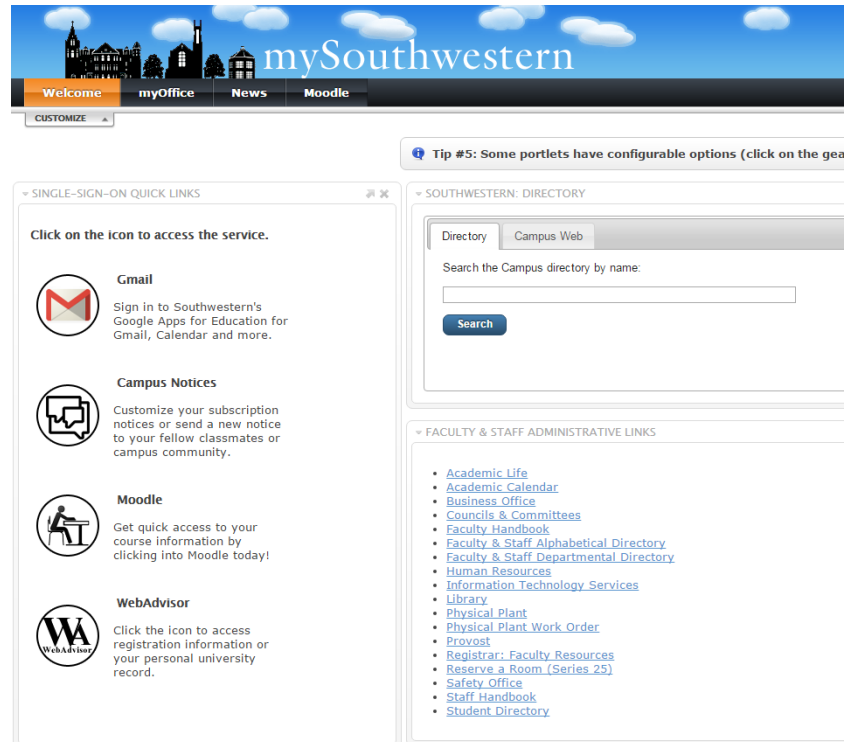 mySouthwestern
Welcome myOffice News Moodle
CUSTOMIZE
Tip #5: Some portlets have configurable options (click on the gea
SINGLE-SIGN-ON QUICK LINKS
Click on the icon to access the service.
Gmail
Sign in to Southwestern's
Google Apps for Education for
Gmail, Calendar and more.
Campus Notices
Customize your subscription
notices or send a new notice
to your fellow classmates or
campus community.
Moodle
Get quick access to your
course information by
clicking into Moodle today!
WebAdvisor
WA
WebAdvisor
Click the icon to access
registration information or
your personal university
record.
SOUTHWESTERN: DIRECTORY
Directory Campus Web
Search the Campus directory by name:
Search
FACULTY & STAFF ADMINISTRATIVE LINKS
Academic Life
Academic Calendar
Business Office
Councils & Committees
Faculty Handbook
Faculty & Staff Alphabetical Directory
Faculty & Staff Departmental Directory
Human Resources
Information Technology Services
Library
Physical Plant
Physical Plant Work Order
Provost
Registrar: Faculty Resources
Reserve a Room (Series 25)
Safety Office
Staff Handbook
Student Directory